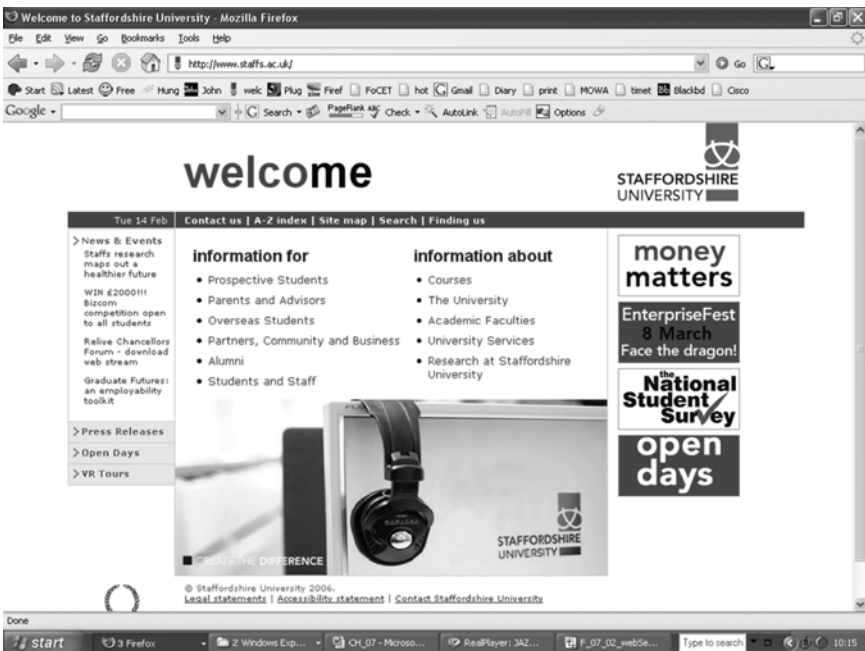 Welcome to Staffordshire University - Mozilla Firefox
File Edit View Go Bookmarks Tools Help
http://www.staffs.ac.uk/ Go G
Start Latest Free Hung John welc Plug Firef FoCET hot Gmail Diary print MOWA timet Bb Blackbd Cisco
Google Search PageRank ABC Check AutoLink AutoFill Options
welcome
STAFFORDSHIRE
UNIVERSITY
Tue 14 Feb Contact us | A-Z index | Site map | Search | Finding us
News & Events
Staffs research
maps out a
healthier future
WIN £2000!!!
Bizcom
competition open
to all students
Relive Chancellors
Forum - download
web stream
Graduate Futures:
an employability
toolkit
Press Releases
Open Days
VR Tours
information for
Prospective Students
Parents and Advisors
Overseas Students
Partners, Community and Business
Alumni
Students and Staff
information about
Courses
The University
Academic Faculties
University Services
Research at Staffordshire
University
money
matters
EnterpriseFest
8 March
Face the dragon!
the
National
Student
Survey
open
days
DIGITAL
STAFFORDSHIRE
UNIVERSITY
CREATE THE DIFFERENCE
© Staffordshire University 2006.
Legal statements | Accessibility statement | Contact Staffordshire University
Done
start 3 Firefox 2 Windows Exp... CH_07 - Microso... RealPlayer: JAZ... F_07_02_webSe... Type to search 10:15